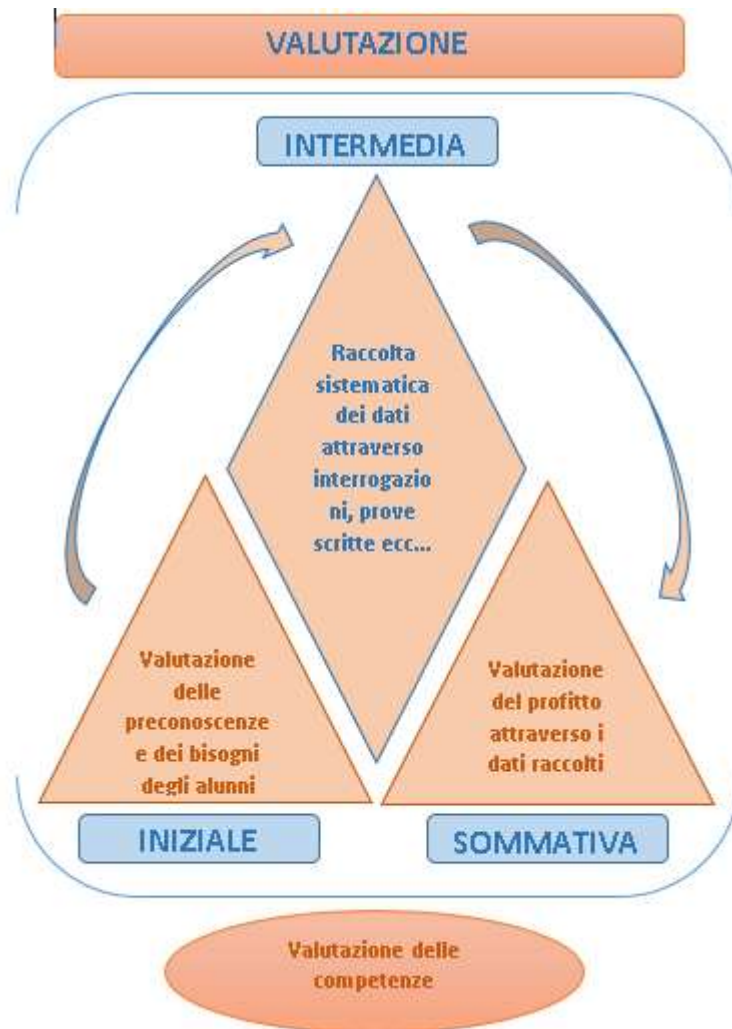 VALUTAZIONE
INTERMEDIA
Raccolta
sistematica
dei dati
attraverso
interrogazio
ni, prove
scritte ecc...
Valutazione
delle
preconoscenze
e dei bisogni
degli alunni
Valutazione
del profitto
attraverso i
dati raccolti
INIZIALE
SOMMATIVA
Valutazione delle
competenze